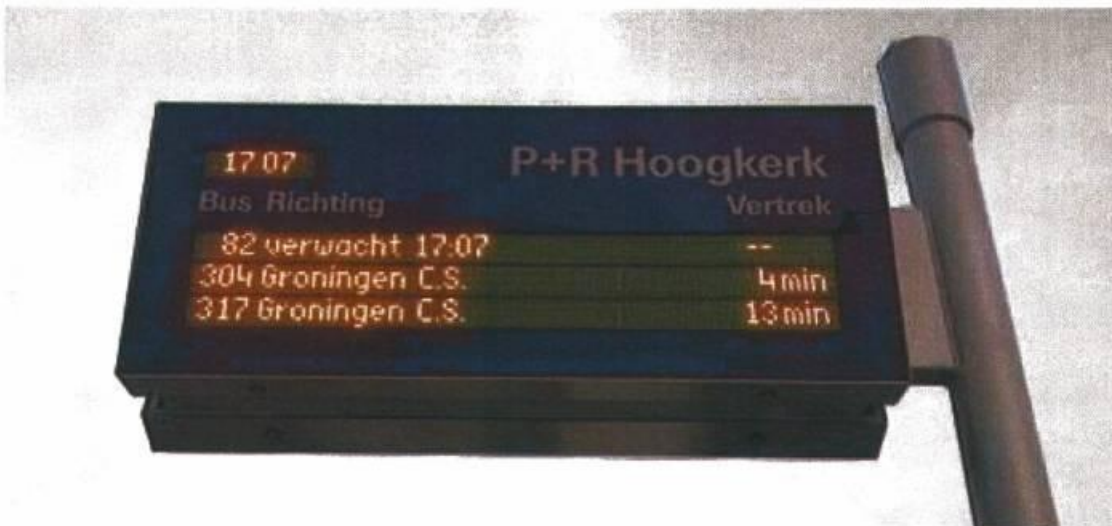 17:07 P+R Hoogkerk
Bus Richting Vertrek
82 verwacht 17:07 --
304 Groningen C.S. 4 min
317 Groningen C.S. 13 min